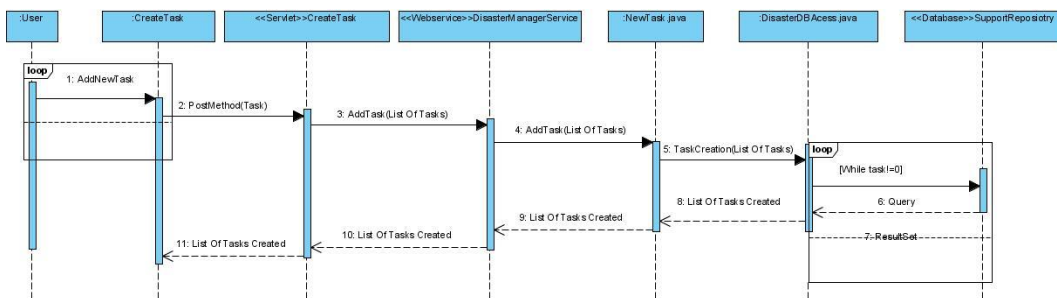 :User
:CreateTask
<<Servlet>>CreateTask
<<Webservice>>DisasterManagerService
:NewTask.java
:DisasterDBAcess.java
<<Database>>SupportReposiotry
loop
1: AddNewTask
2: PostMethod(Task)
3: AddTask(List Of Tasks)
4: AddTask(List Of Tasks)
5: TaskCreation(List Of Tasks)
loop
[While task!=0]
6: Query
7: ResultSet
8: List Of Tasks Created
9: List Of Tasks Created
10: List Of Tasks Created
11: List Of Tasks Created